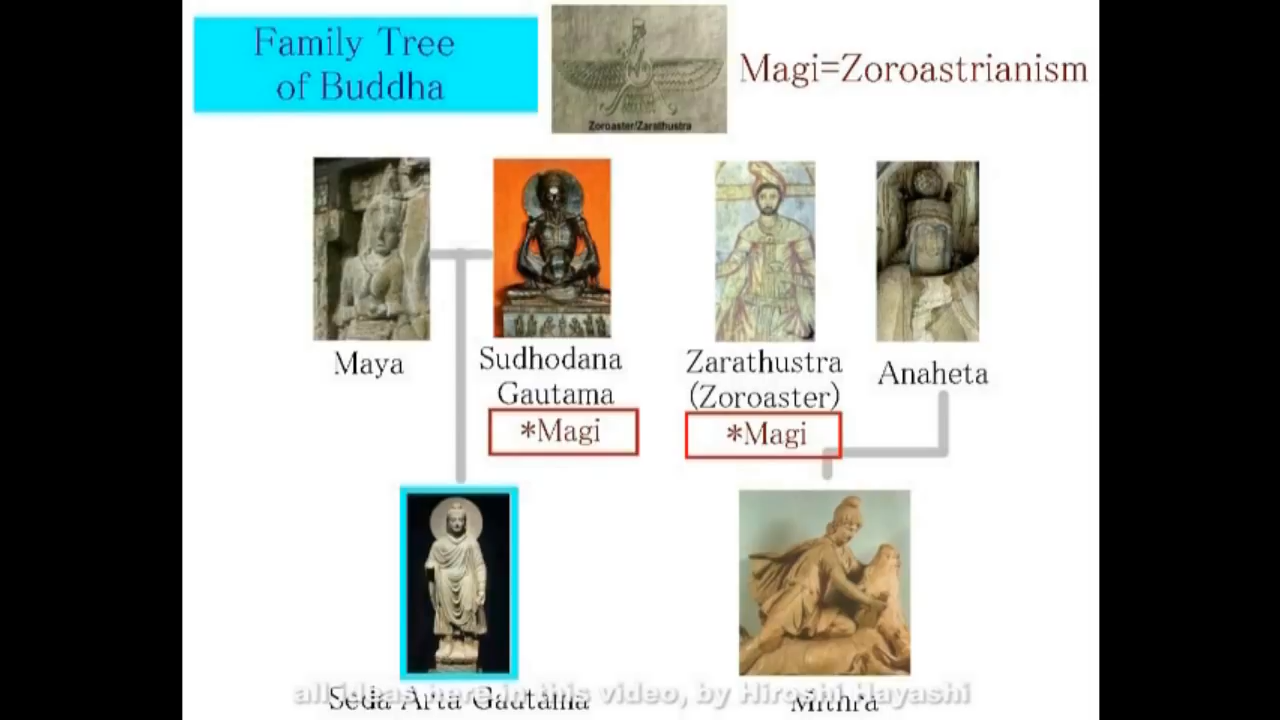 Family Tree
of Buddha
Zoroaster/Zarathustra
Magi=Zoroastrianism
Maya
Sudhodana
Gautama
*Magi
Zarathustra
(Zoroaster)
*Magi
Anaheta
Seda Arta Gautama
Mithra
all ideas here in this video, by Hiroshi Hayashi